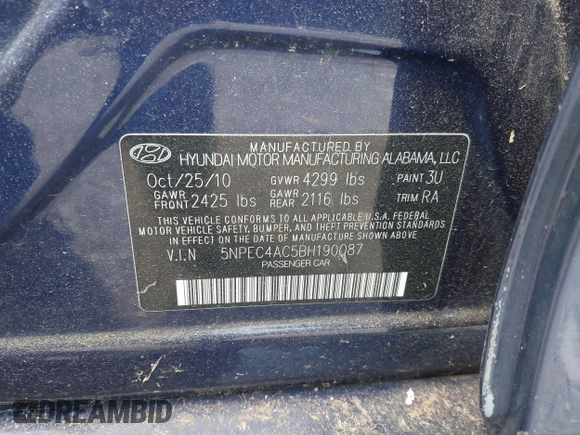 MANUFACTURED BY
HYUNDAI MOTOR MANUFACTURING ALABAMA, LLC
Oct/25/10 GVWR 4299 lbs PAINT 3U
GAWR FRONT 2425 lbs GAWR REAR 2116 lbs TRIM RA
THIS VEHICLE CONFORMS TO ALL APPLICABLE U.S.A. FEDERAL
MOTOR VEHICLE SAFETY, BUMPER, AND THEFT PREVENTION STANDARDS
IN EFFECT ON THE DATE OF MANUFACTURE SHOWN ABOVE.
V.I.N 5NPEC4AC5BH190087
PASSENGER CAR
DREAMBID